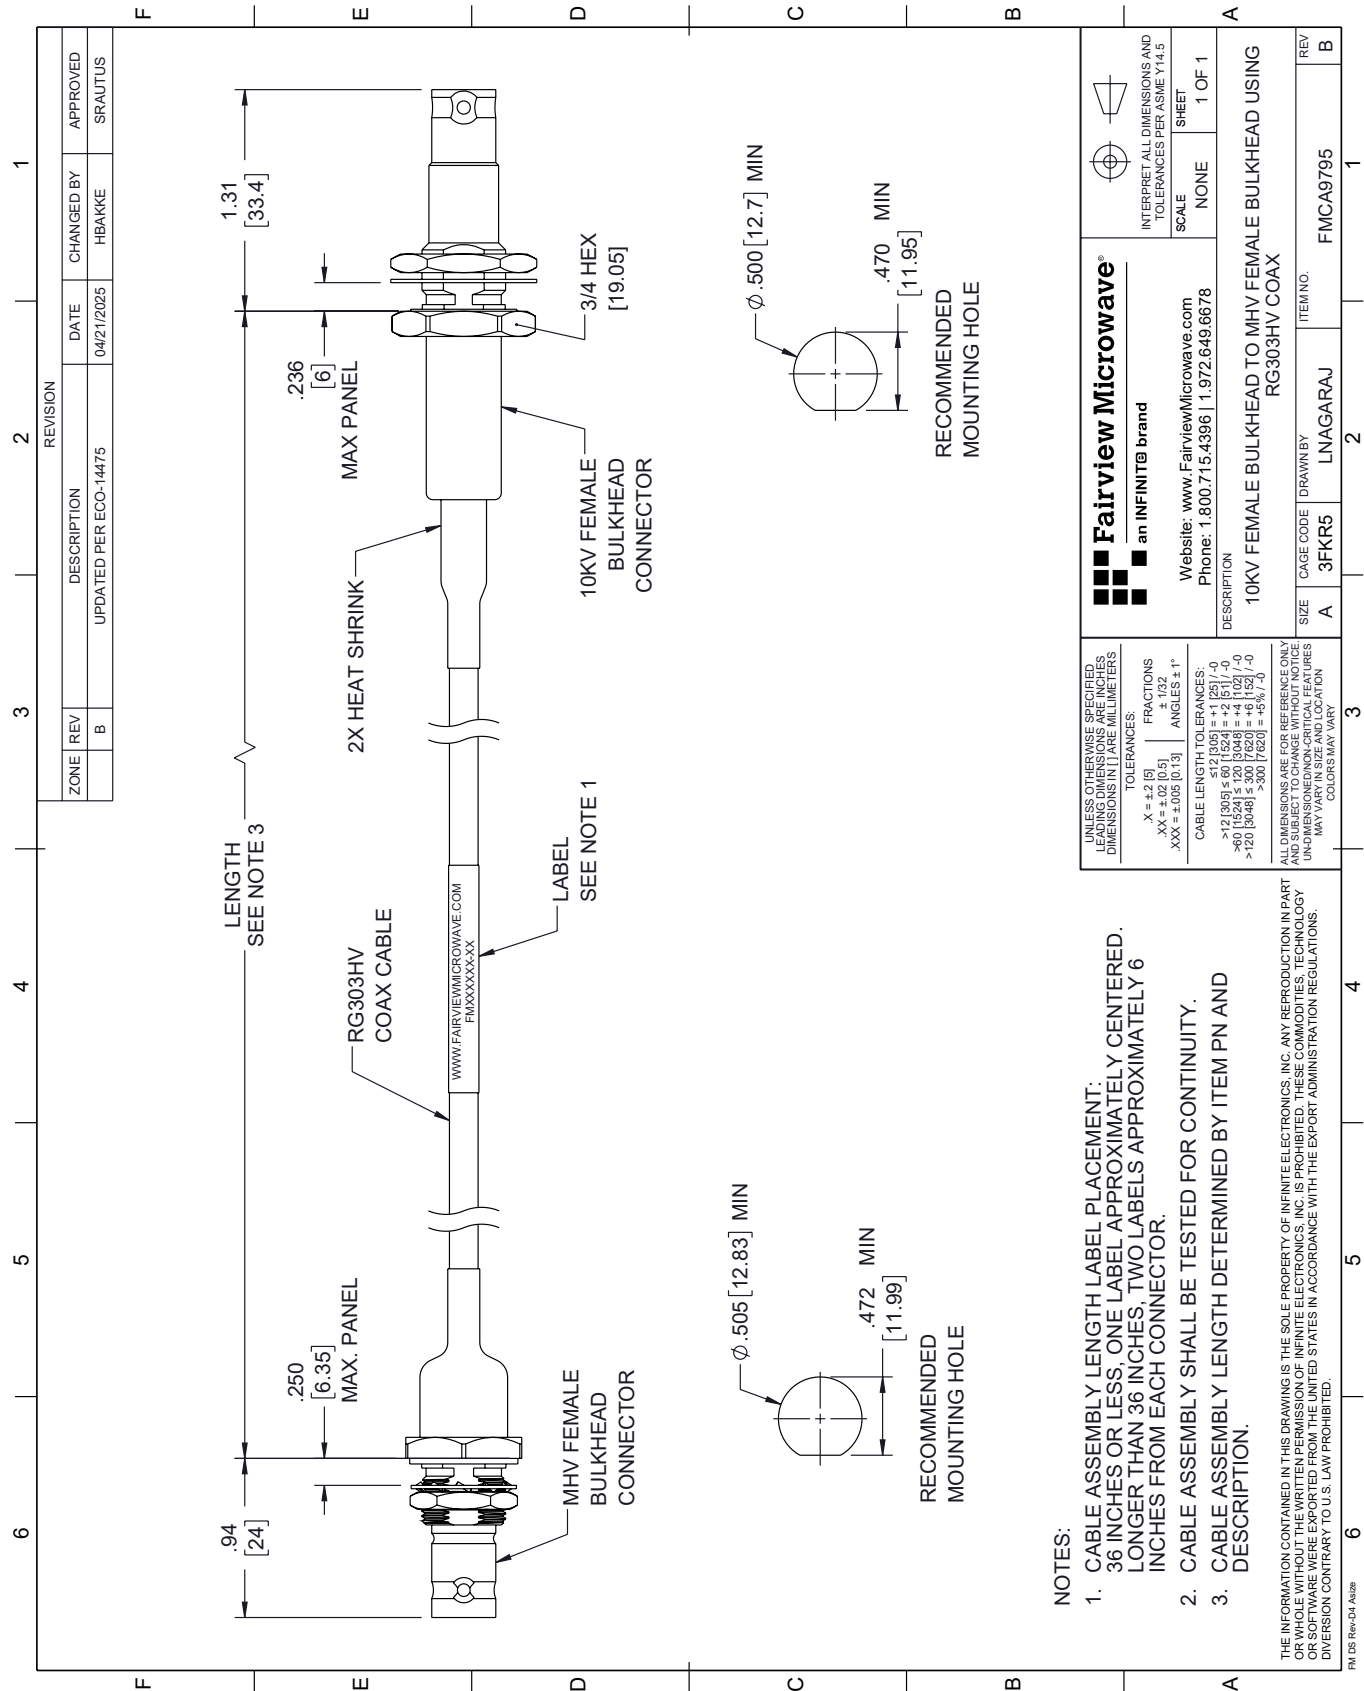 6
5
4
3
2
1
F
E
D
C
B
A
F
E
D
C
B
A
REVISION
ZONE
REV
DESCRIPTION
DATE
CHANGED BY
APPROVED
B
UPDATED PER ECO-14475
04/21/2025
HBAKKE
SRAUTUS
.94
[24]
LENGTH
SEE NOTE 3
1.31
[33.4]
.250
[6.35]
MAX. PANEL
.236
[6]
MAX PANEL
RG303HV
COAX CABLE
2X HEAT SHRINK
WWW.FAIRVIEWMICROWAVE.COM
FMXXXXXX-XX
3/4 HEX
[19.05]
MHV FEMALE
BULKHEAD
CONNECTOR
LABEL
SEE NOTE 1
10KV FEMALE
BULKHEAD
CONNECTOR
Ø.505 [12.83] MIN
.472 MIN
[11.99]
RECOMMENDED
MOUNTING HOLE
Ø.500 [12.7] MIN
.470 MIN
[11.95]
RECOMMENDED
MOUNTING HOLE
NOTES:
1. CABLE ASSEMBLY LENGTH LABEL PLACEMENT:
36 INCHES OR LESS, ONE LABEL APPROXIMATELY CENTERED.
LONGER THAN 36 INCHES, TWO LABELS APPROXIMATELY 6
INCHES FROM EACH CONNECTOR.
2. CABLE ASSEMBLY SHALL BE TESTED FOR CONTINUITY.
3. CABLE ASSEMBLY LENGTH DETERMINED BY ITEM PN AND
DESCRIPTION.
THE INFORMATION CONTAINED IN THIS DRAWING IS THE SOLE PROPERTY OF INFINITE ELECTRONICS, INC. ANY REPRODUCTION IN PART
OR WHOLE WITHOUT THE WRITTEN PERMISSION OF INFINITE ELECTRONICS, INC. IS PROHIBITED. THESE COMMODITIES, TECHNOLOGY
OR SOFTWARE WERE EXPORTED FROM THE UNITED STATES IN ACCORDANCE WITH THE EXPORT ADMINISTRATION REGULATIONS.
DIVERSION CONTRARY TO U.S. LAW PROHIBITED.
UNLESS OTHERWISE SPECIFIED
LEADING DIMENSIONS ARE INCHES
DIMENSIONS IN [ ] ARE MILLIMETERS
TOLERANCES:
.X = ±.2 [5]
.XX = ±.02 [0.5]
.XXX = ±.005 [0.13]
FRACTIONS
± 1/32
ANGLES ± 1°
CABLE LENGTH TOLERANCES:
≤12 [305] = +1 [25] / -0
>12 [305] ≤ 60 [1524] = +2 [51] / -0
>60 [1524] ≤ 120 [3048] = +4 [102] / -0
>120 [3048] ≤ 300 [7620] = +6 [152] / -0
>300 [7620] = +5% / -0
ALL DIMENSIONS ARE FOR REFERENCE ONLY
AND SUBJECT TO CHANGE WITHOUT NOTICE.
UN-DIMENSIONED/NON-CRITICAL FEATURES
MAY VARY IN SIZE AND LOCATION
COLORS MAY VARY
Fairview Microwave®
an INFINIT@ brand
Website: www.FairviewMicrowave.com
Phone: 1.800.715.4396 | 1.972.649.6678
INTERPRET ALL DIMENSIONS AND
TOLERANCES PER ASME Y14.5
SCALE
NONE
SHEET
1 OF 1
DESCRIPTION
10KV FEMALE BULKHEAD TO MHV FEMALE BULKHEAD USING
RG303HV COAX
SIZE
A
CAGE CODE
3FKR5
DRAWN BY
LNAGARAJ
ITEM NO.
FMCA9795
REV
B
6
5
4
3
2
1
FM DS Rev-D4 Asize